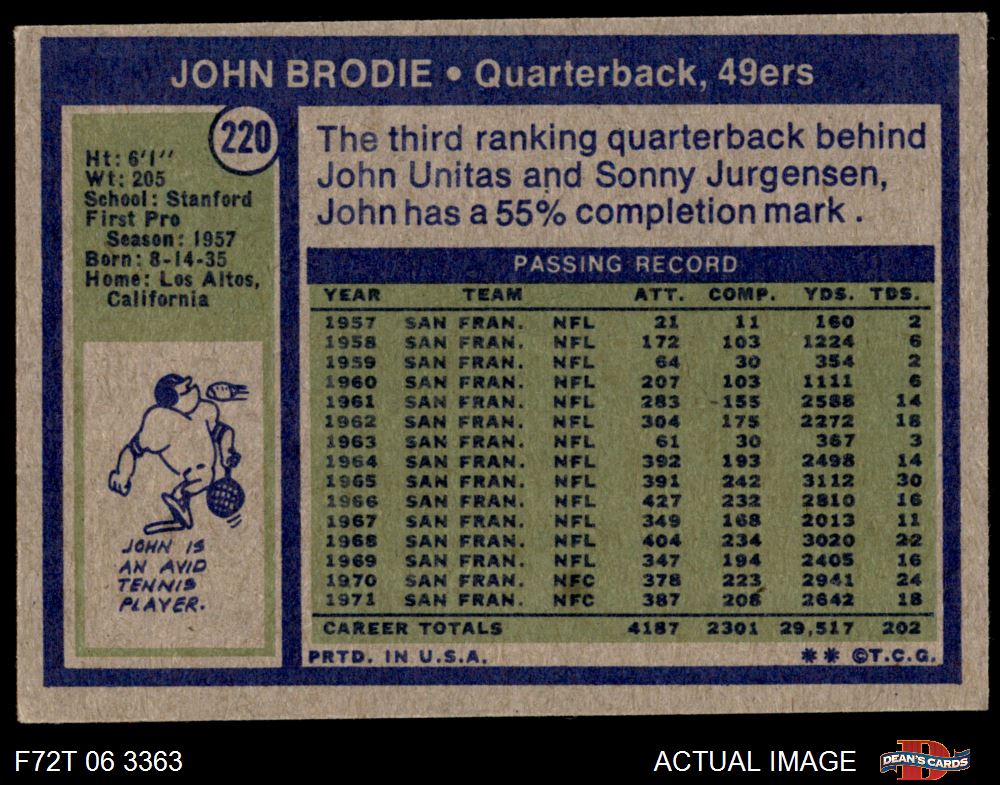 JOHN BRODIE • Quarterback, 49ers
220
Ht: 6'1"
Wt: 205
School: Stanford
First Pro
Season: 1957
Born: 8-14-35
Home: Los Altos,
California
JOHN IS
AN AVID
TENNIS
PLAYER.
The third ranking quarterback behind
John Unitas and Sonny Jurgensen,
John has a 55% completion mark.
PASSING RECORD
YEAR TEAM ATT. COMP. YDS. TDS.
1957 SAN FRAN. NFL 21 11 160 2
1958 SAN FRAN. NFL 172 103 1224 6
1959 SAN FRAN. NFL 64 30 354 2
1960 SAN FRAN. NFL 207 103 1111 6
1961 SAN FRAN. NFL 283 155 2588 14
1962 SAN FRAN. NFL 304 175 2272 18
1963 SAN FRAN. NFL 61 30 367 3
1964 SAN FRAN. NFL 392 193 2498 14
1965 SAN FRAN. NFL 391 242 3112 30
1966 SAN FRAN. NFL 427 232 2810 16
1967 SAN FRAN. NFL 349 168 2013 11
1968 SAN FRAN. NFL 404 234 3020 22
1969 SAN FRAN. NFL 347 194 2405 16
1970 SAN FRAN. NFC 378 223 2941 24
1971 SAN FRAN. NFC 387 208 2642 18
CAREER TOTALS 4187 2301 29,517 202
PRTD. IN U.S.A. ** ©T.C.G.
F72T 06 3363 ACTUAL IMAGE
D
DEAN'S CARDS